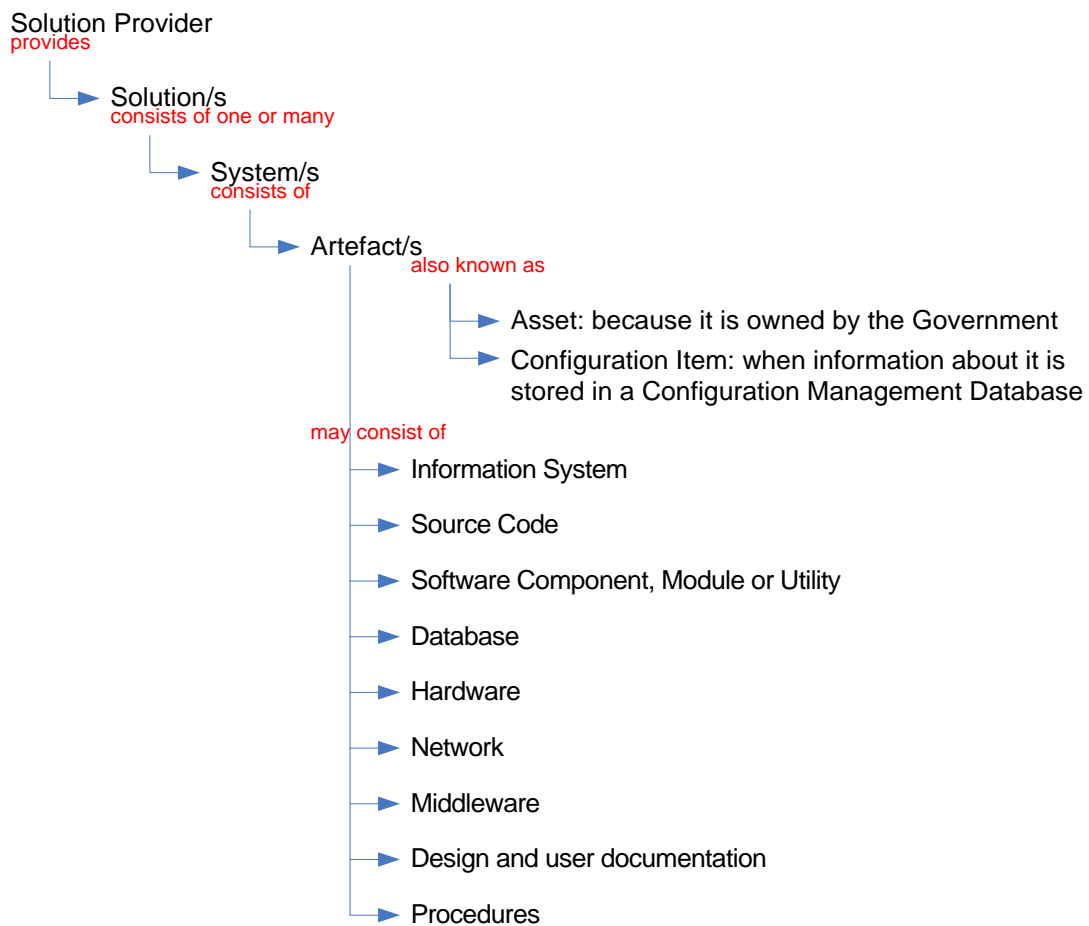 Solution Provider
provides
Solution/s
consists of one or many
System/s
consists of
Artefact/s
also known as
Asset: because it is owned by the Government
Configuration Item: when information about it is
stored in a Configuration Management Database
may consist of
Information System
Source Code
Software Component, Module or Utility
Database
Hardware
Network
Middleware
Design and user documentation
Procedures